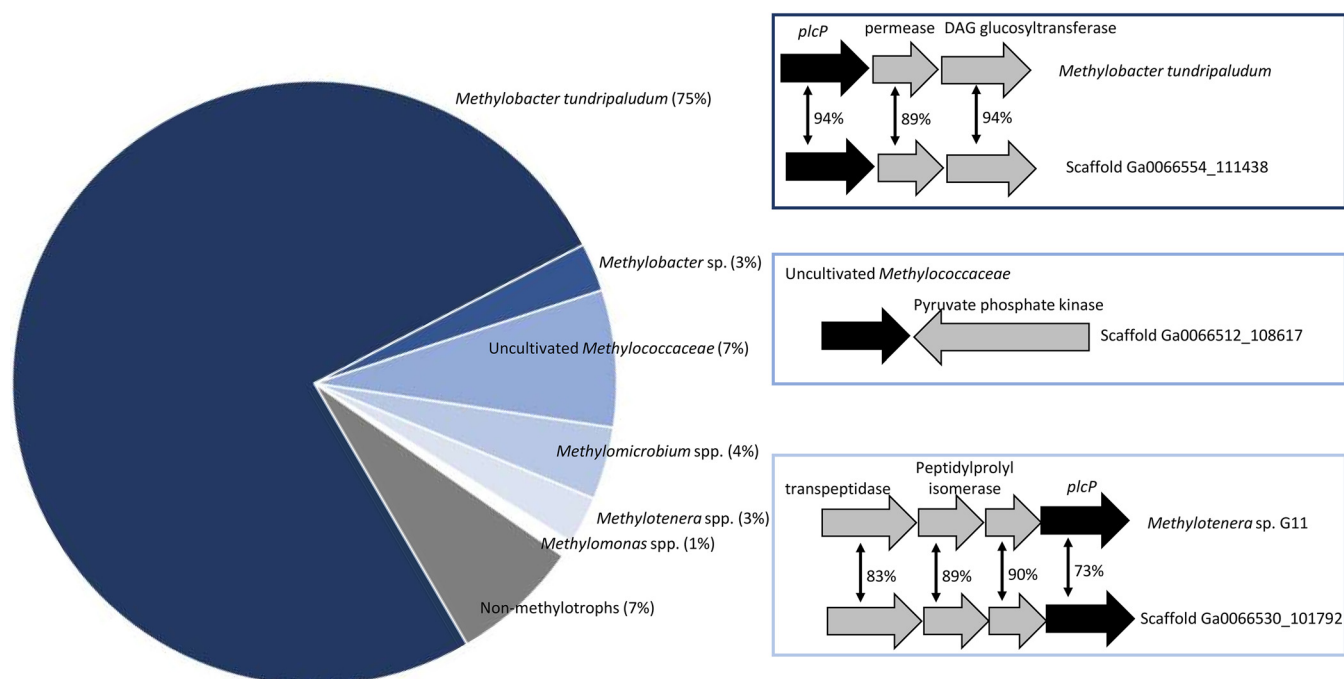 Methylobacter tundripaludum (75%)
Methylobacter sp. (3%)
Uncultivated Methylococcaceae (7%)
Methylomicrobium spp. (4%)
Methylotenera spp. (3%)
Methylomonas spp. (1%)
Non-methylotrophs (7%)
plcP permease DAG glucosyltransferase
Methylobacter tundripaludum
94% 89% 94%
Scaffold Ga0066554_111438
Uncultivated Methylococcaceae
Pyruvate phosphate kinase
Scaffold Ga0066512_108617
Peptidylprolyl
transpeptidase isomerase plcP
Methylotenera sp. G11
83% 89% 90% 73%
Scaffold Ga0066530_101792